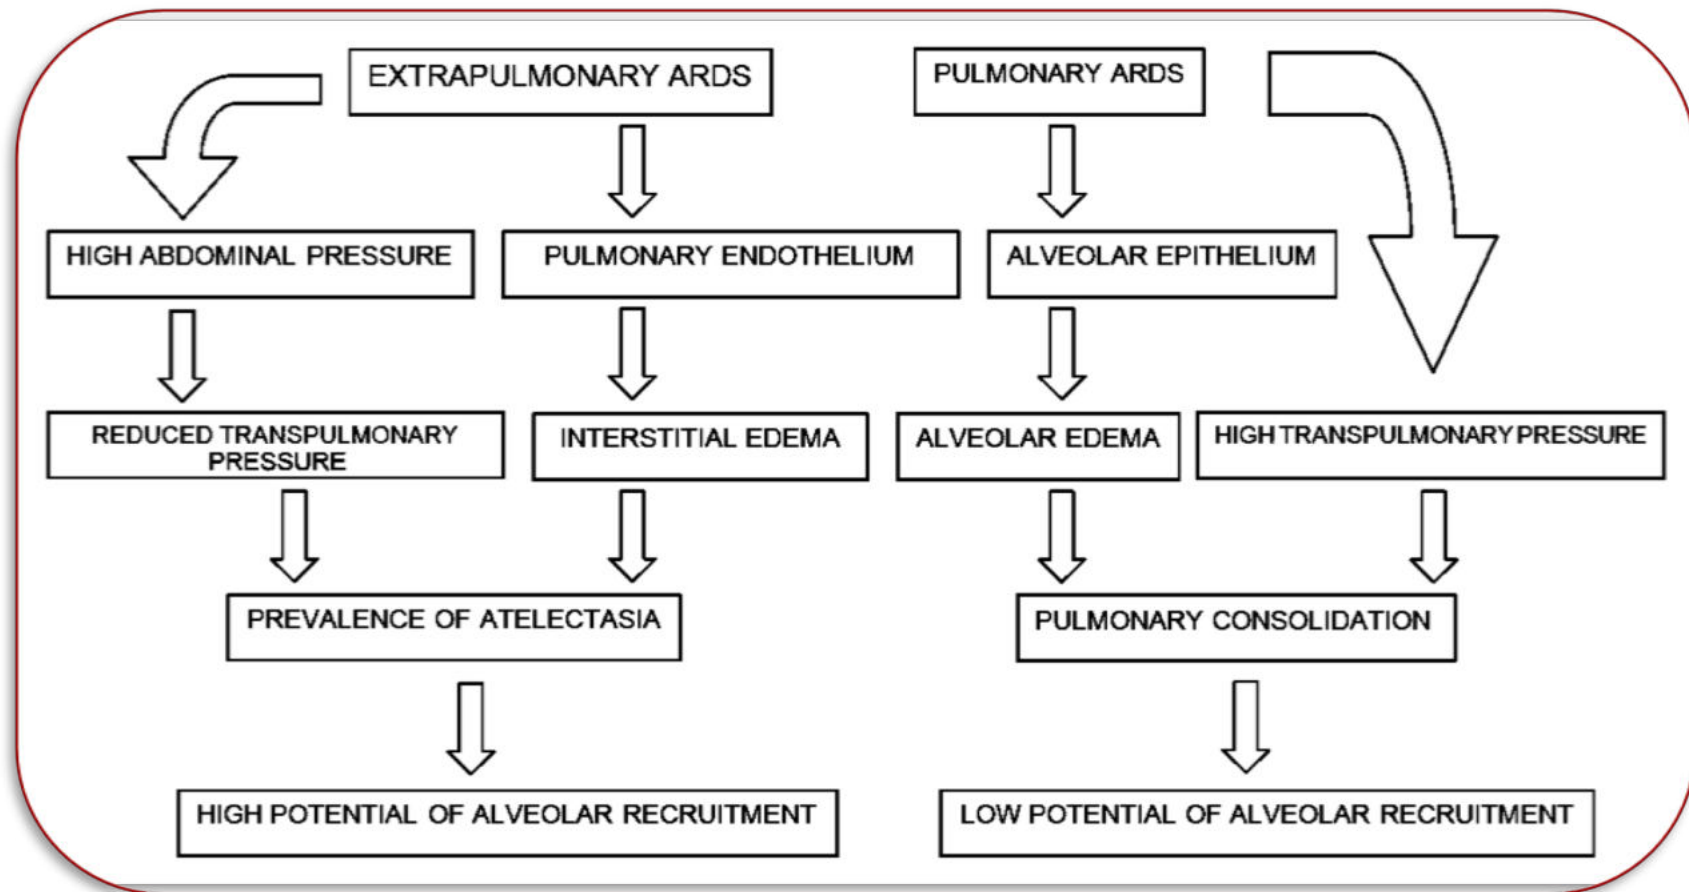 EXTRAPULMONARY ARDS
PULMONARY ARDS
HIGH ABDOMINAL PRESSURE
PULMONARY ENDOTHELIUM
ALVEOLAR EPITHELIUM
REDUCED TRANSPULMONARY
PRESSURE
INTERSTITIAL EDEMA
ALVEOLAR EDEMA
HIGH TRANSPULMONARY PRESSURE
PREVALENCE OF ATELECTASIA
PULMONARY CONSOLIDATION
HIGH POTENTIAL OF ALVEOLAR RECRUITMENT
LOW POTENTIAL OF ALVEOLAR RECRUITMENT